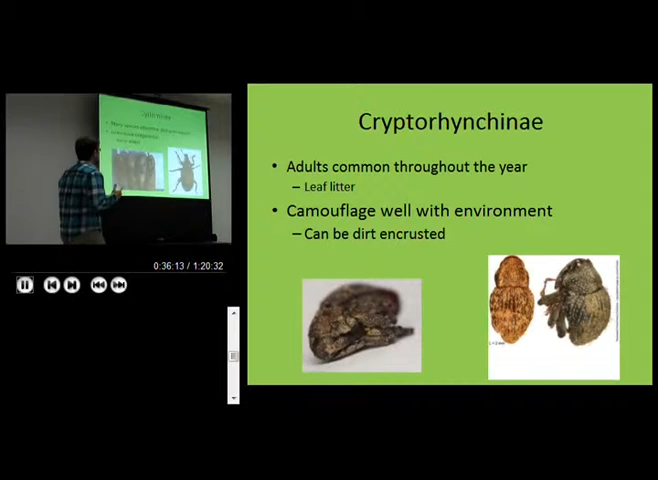 Cryptorhynchinae
• Adults common throughout the year
– Leaf litter
• Camouflage well with environment
– Can be dirt encrusted
0:36:13 / 1:20:32